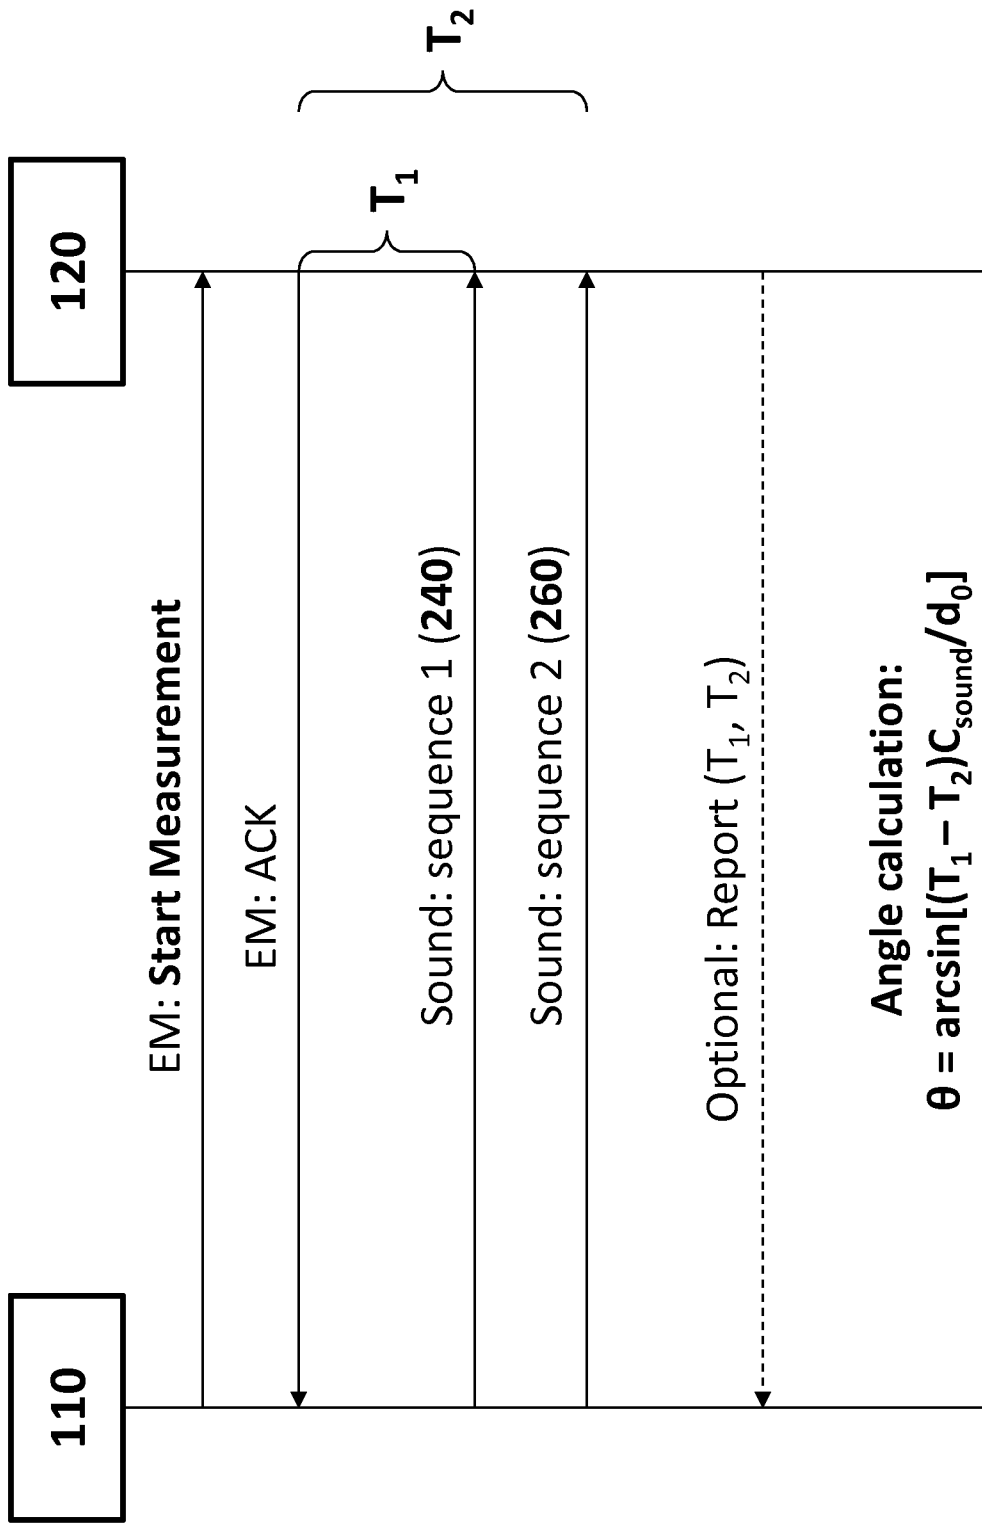 110
120
EM: Start Measurement
EM: ACK
T₁
T₂
Sound: sequence 1 (240)
Sound: sequence 2 (260)
Optional: Report (T₁, T₂)
Angle calculation:
θ = arcsin[(T₁ – T₂)C_sound/d₀]